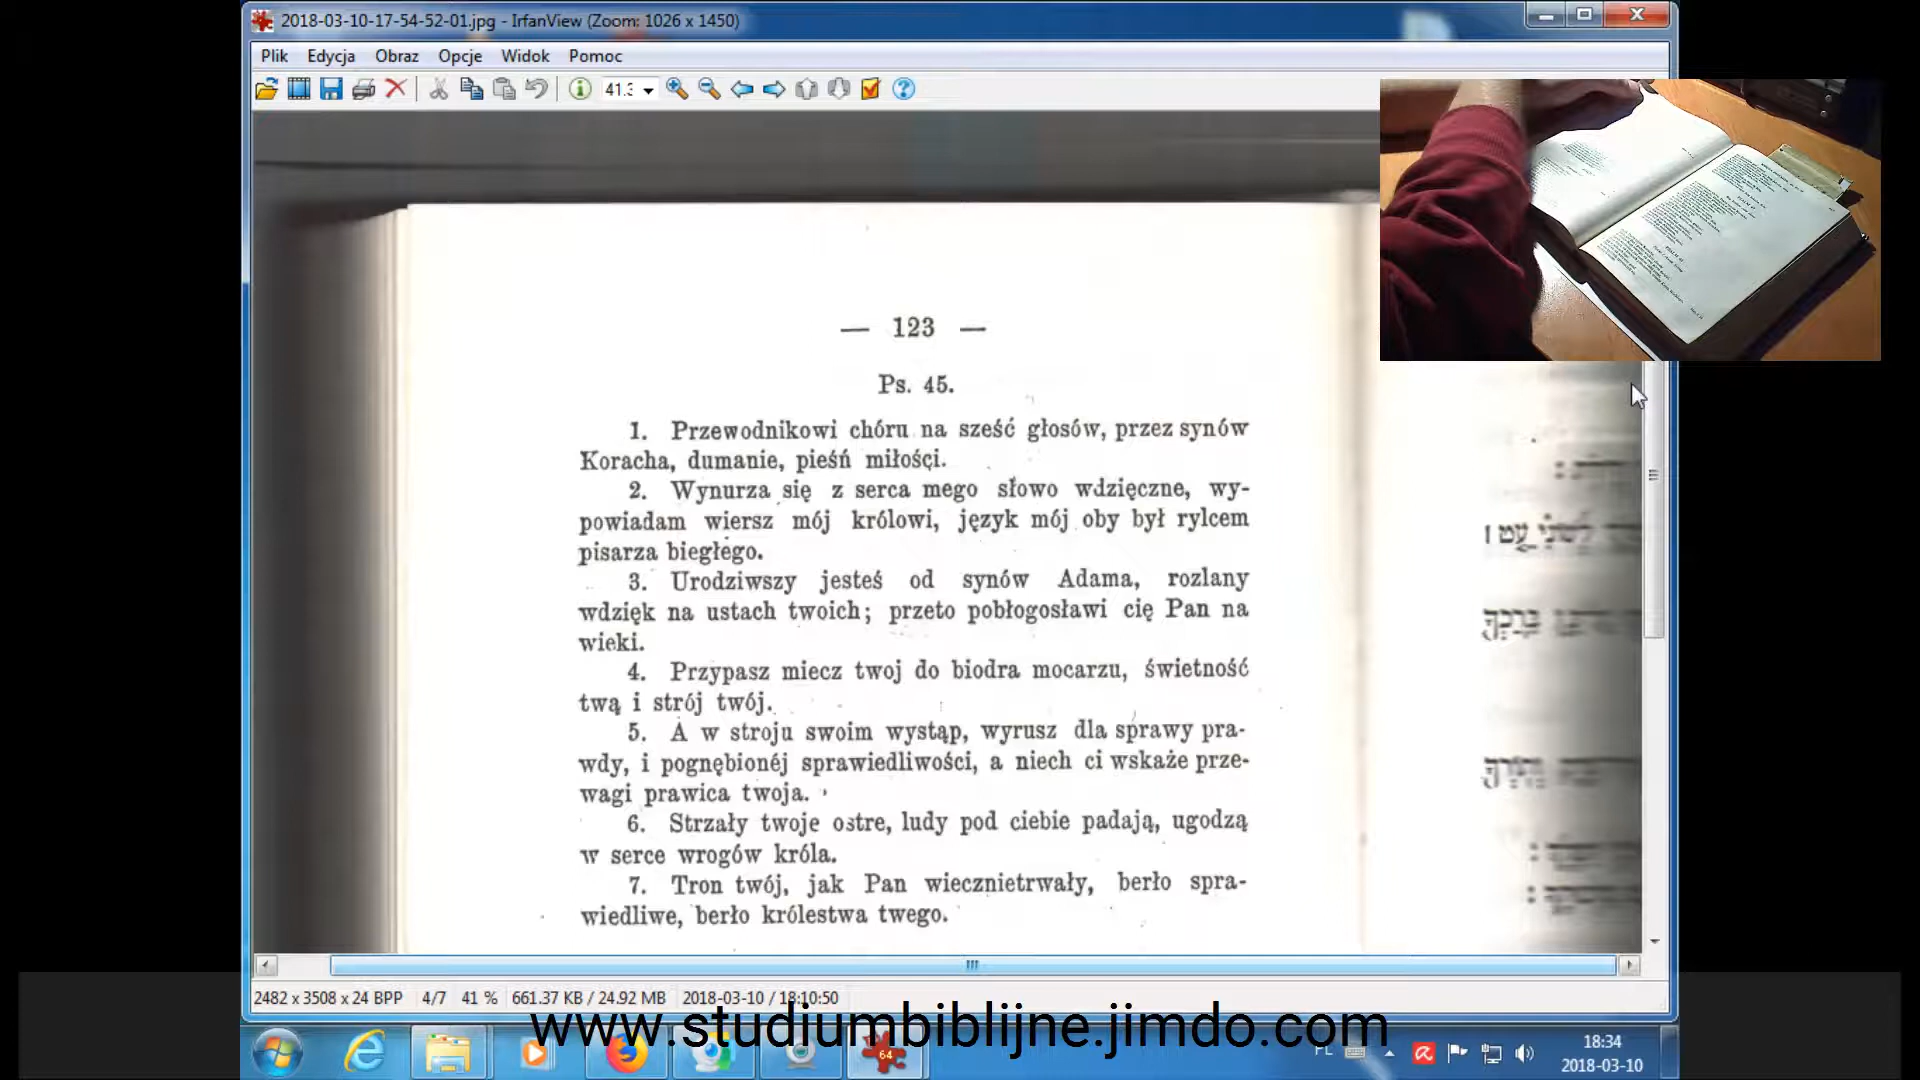 2018-03-10-17-54-52-01.jpg - IrfanView (Zoom: 1026 x 1450)
Plik Edycja Obraz Opcje Widok Pomoc
— 123 —
Ps. 45.
1. Przewodnikowi chóru na sześć głosów, przez synów
Koracha, dumanie, pieśń miłości.
2. Wynurza się z serca mego słowo wdzięczne, wy-
powiadam wiersz mój królowi, język mój oby był rylcem
pisarza biegłego.
3. Urodziwszy jesteś od synów Adama, rozlany
wdzięk na ustach twoich; przeto pobłogosławi cię Pan na
wieki.
4. Przypasz miecz twoj do biodra mocarzu, świetność
twą i strój twój.
5. A w stroju swoim wystąp, wyrusz dla sprawy pra-
wdy, i pognębionéj sprawiedliwości, a niech ci wskaże prze-
wagi prawica twoja.
6. Strzały twoje ostre, ludy pod ciebie padają, ugodzą
w serce wrogów króla.
7. Tron twój, jak Pan wiecznietrwały, berło spra-
wiedliwe, berło królestwa twego.
2482 x 3508 x 24 BPP 4/7 41 % 661.37 KB / 24.92 MB 2018-03-10 / 18:10:50
www.studiumbiblijne.jimdo.com
64
PL
18:34
2018-03-10